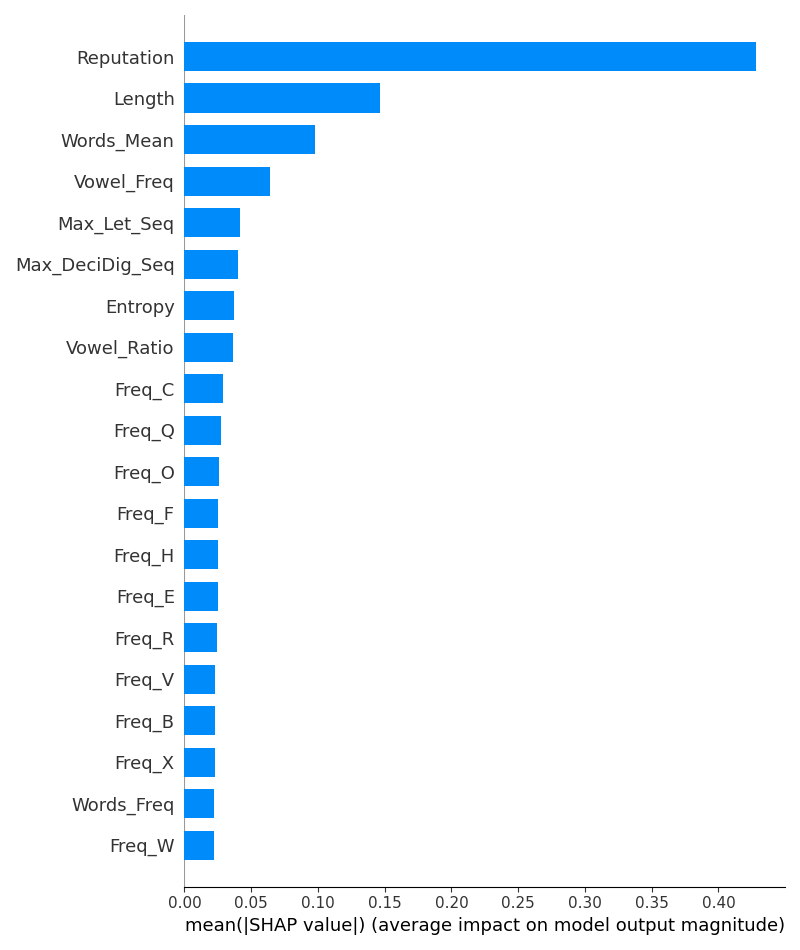 Reputation
Length
Words_Mean
Vowel_Freq
Max_Let_Seq
Max_DeciDig_Seq
Entropy
Vowel_Ratio
Freq_C
Freq_Q
Freq_O
Freq_F
Freq_H
Freq_E
Freq_R
Freq_V
Freq_B
Freq_X
Words_Freq
Freq_W
0.00 0.05 0.10 0.15 0.20 0.25 0.30 0.35 0.40
mean(|SHAP value|) (average impact on model output magnitude)